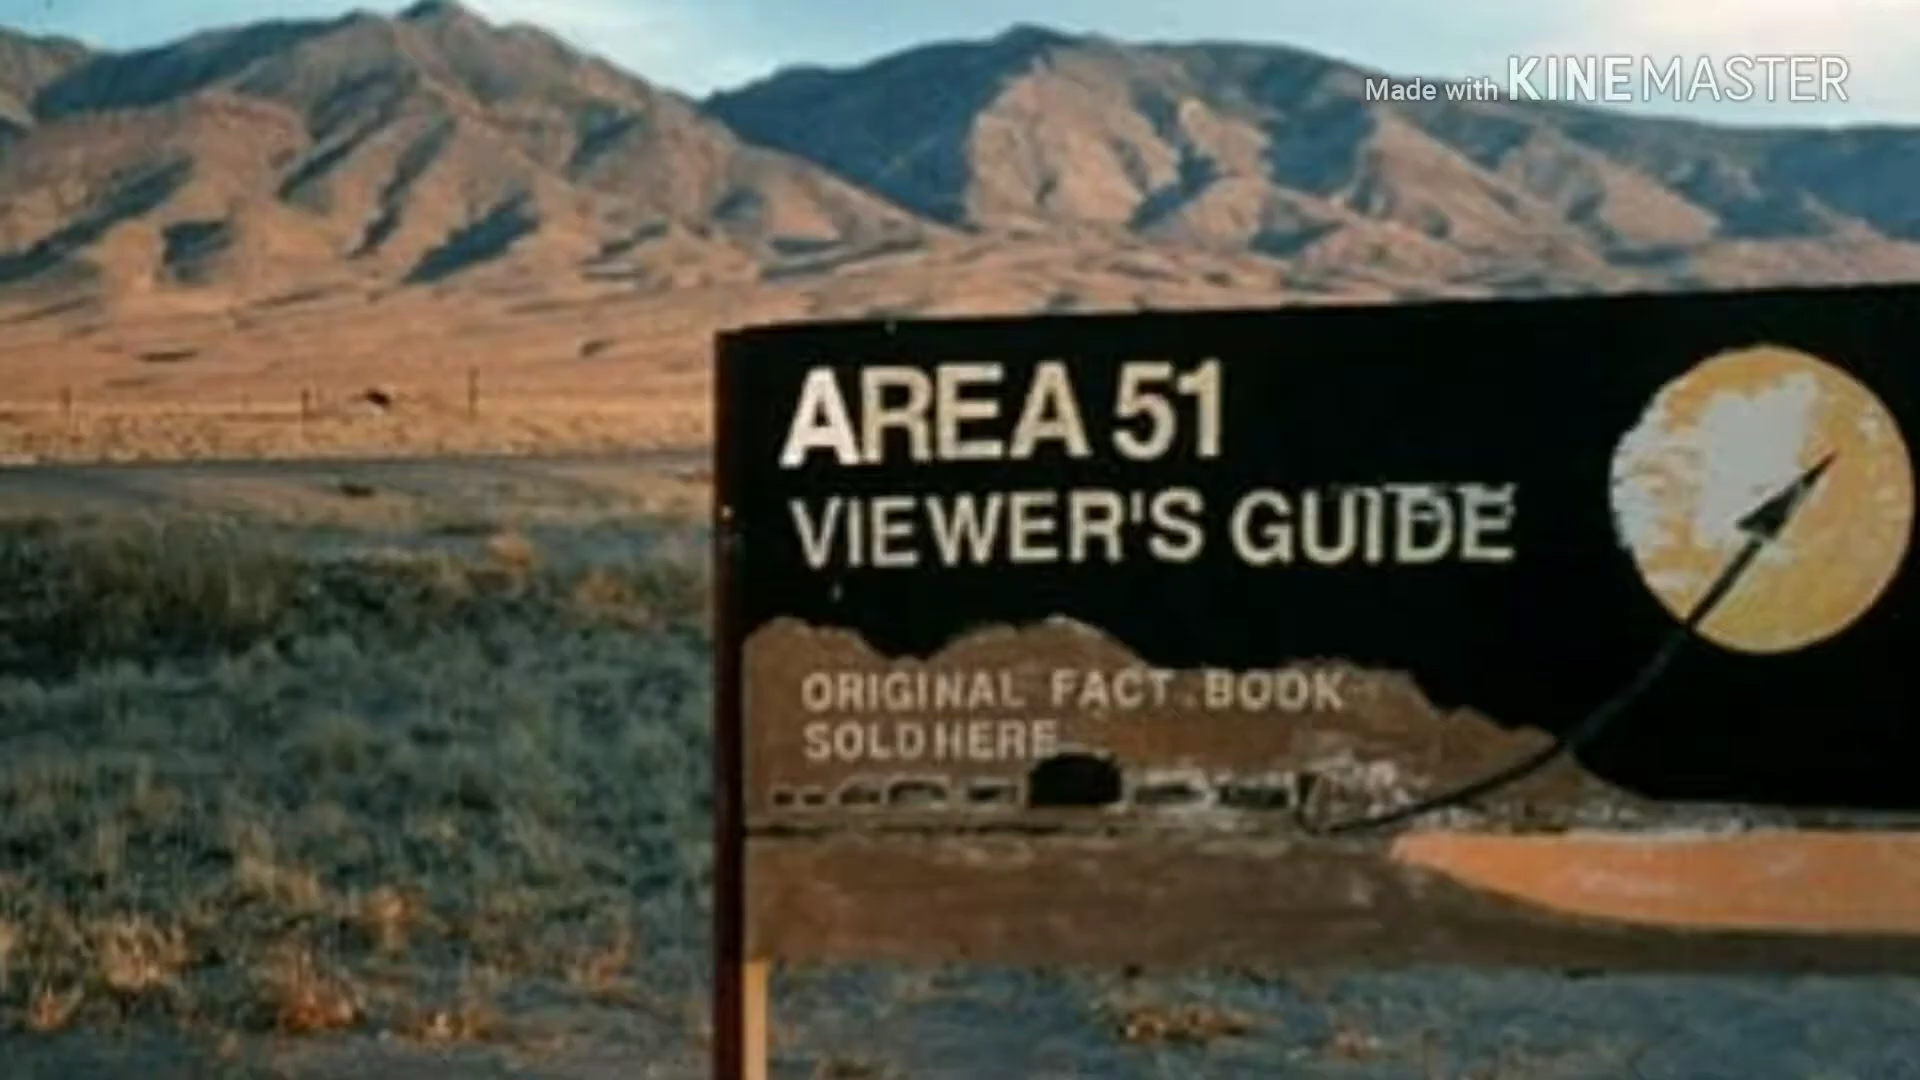 Made with KINEMASTER
AREA 51
VIEWER'S GUIDE
ORIGINAL FACT BOOK
SOLD HERE